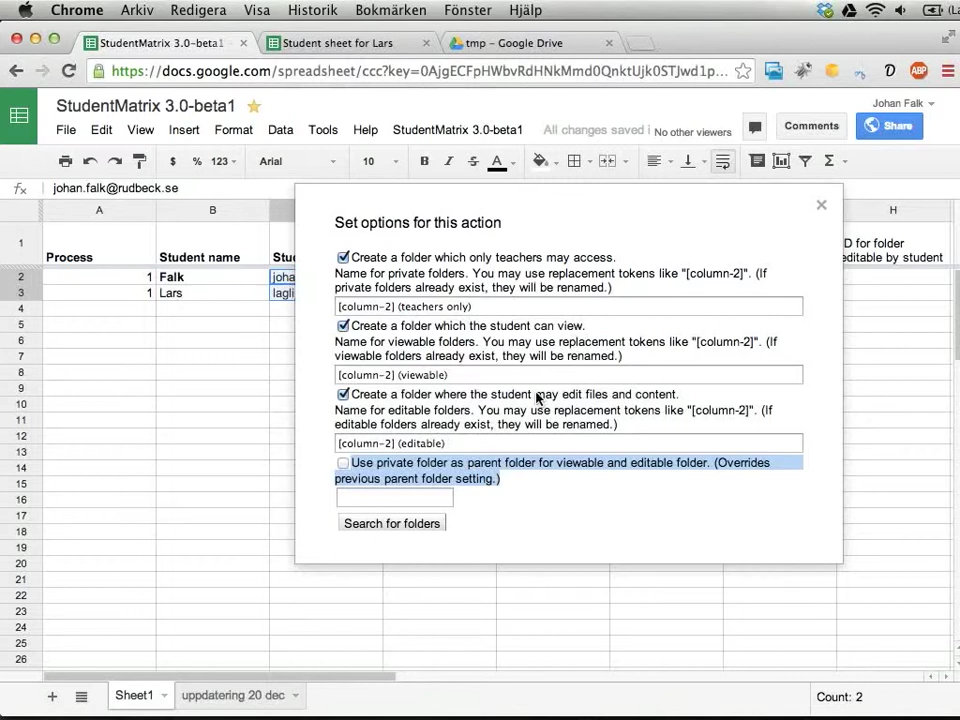 Chrome Arkiv Redigera Visa Historik Bokmärken Fönster Hjälp
StudentMatrix 3.0-beta1 × Student sheet for Lars × tmp – Google Drive ×
https://docs.google.com/spreadsheet/ccc?key=0AjgECFpHWbvRdHNkMmd0QnktUjk0STJwd1p...
StudentMatrix 3.0-beta1
Johan Falk
File Edit View Insert Format Data Tools Help StudentMatrix 3.0-beta1 All changes saved i No other viewers Comments Share
$ % 123 Arial 10 B I S A Σ
fx johan.falk@rudbeck.se
A B H
1 Process Student name Stu
D for folder
editable by student
2 1 Falk joha
3 1 Lars lagli
4
5
6
7
8
9
10
11
12
13
14
15
16
17
18
19
20
21
22
23
24
25
26
Set options for this action
×
Create a folder which only teachers may access.
Name for private folders. You may use replacement tokens like "[column-2]". (If
private folders already exist, they will be renamed.)
[column-2] (teachers only)
Create a folder which the student can view.
Name for viewable folders. You may use replacement tokens like "[column-2]". (If
viewable folders already exist, they will be renamed.)
[column-2] (viewable)
Create a folder where the student may edit files and content.
Name for editable folders. You may use replacement tokens like "[column-2]". (If
editable folders already exist, they will be renamed.)
[column-2] (editable)
Use private folder as parent folder for viewable and editable folder. (Overrides
previous parent folder setting.)
Search for folders
+ Sheet1 uppdatering 20 dec Count: 2